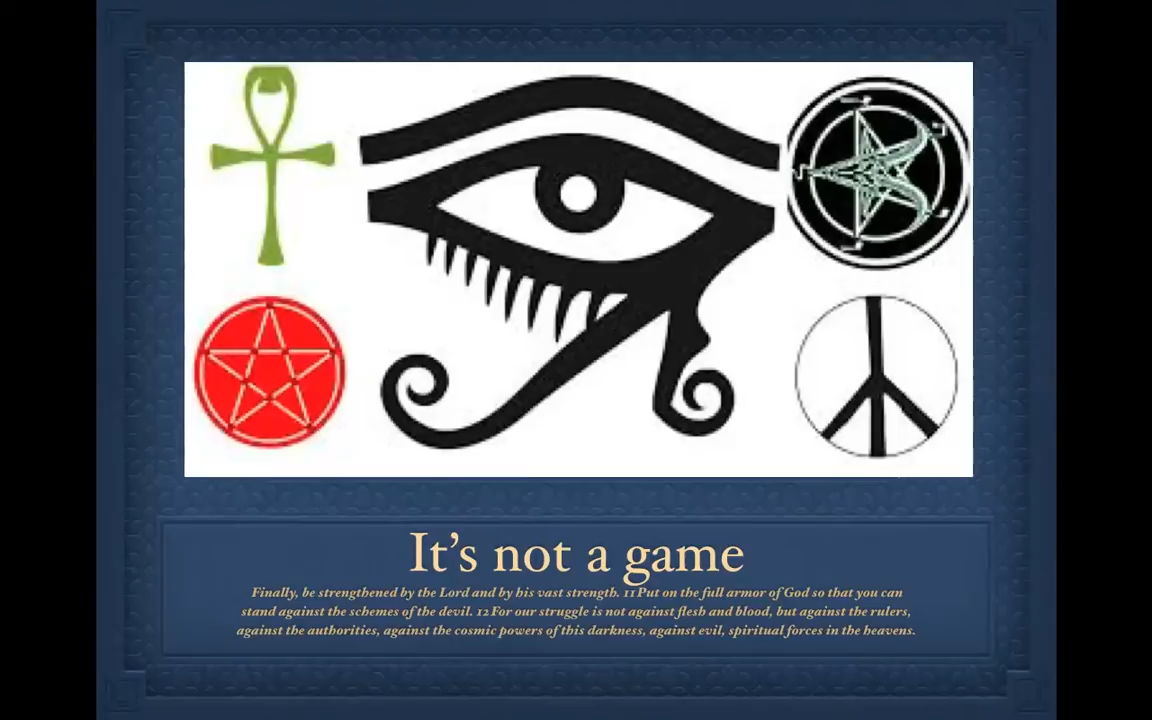 It’s not a game
Finally, be strengthened by the Lord and by his vast strength. 11 Put on the full armor of God so that you can
stand against the schemes of the devil. 12 For our struggle is not against flesh and blood, but against the rulers,
against the authorities, against the cosmic powers of this darkness, against evil, spiritual forces in the heavens.